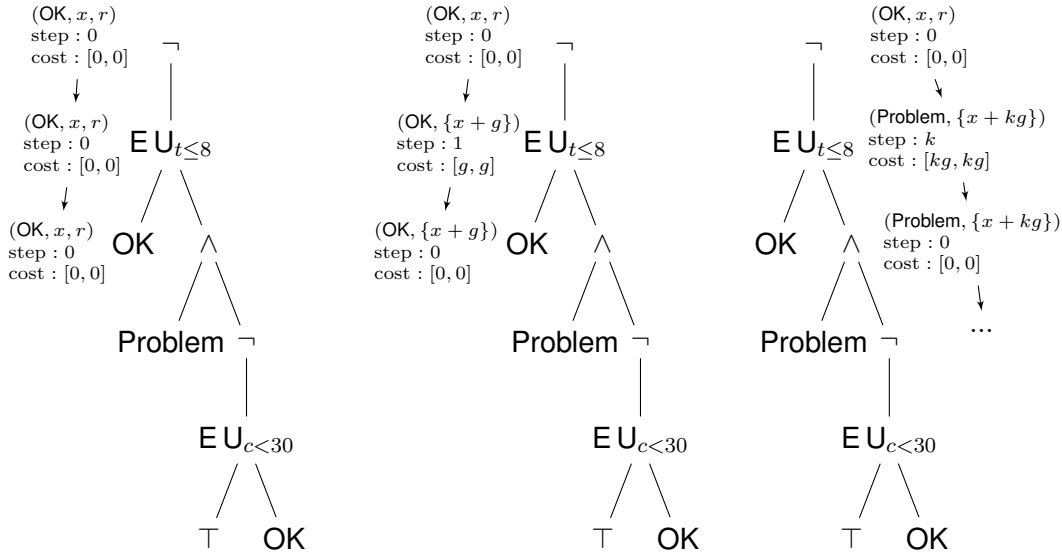 (OK, x, r)
step : 0
cost : [0, 0]
¬
(OK, x, r)
step : 0
cost : [0, 0]
E U_{t≤8}
(OK, x, r)
step : 0
cost : [0, 0]
OK
∧
Problem
¬
E U_{c<30}
⊤
OK
(OK, x, r)
step : 0
cost : [0, 0]
¬
(OK, {x + g})
step : 1
cost : [g, g]
E U_{t≤8}
(OK, {x + g})
step : 0
cost : [0, 0]
OK
∧
Problem
¬
E U_{c<30}
⊤
OK
¬
(OK, x, r)
step : 0
cost : [0, 0]
E U_{t≤8}
(Problem, {x + kg})
step : k
cost : [kg, kg]
OK
∧
(Problem, {x + kg})
step : 0
cost : [0, 0]
Problem
¬
...
E U_{c<30}
⊤
OK